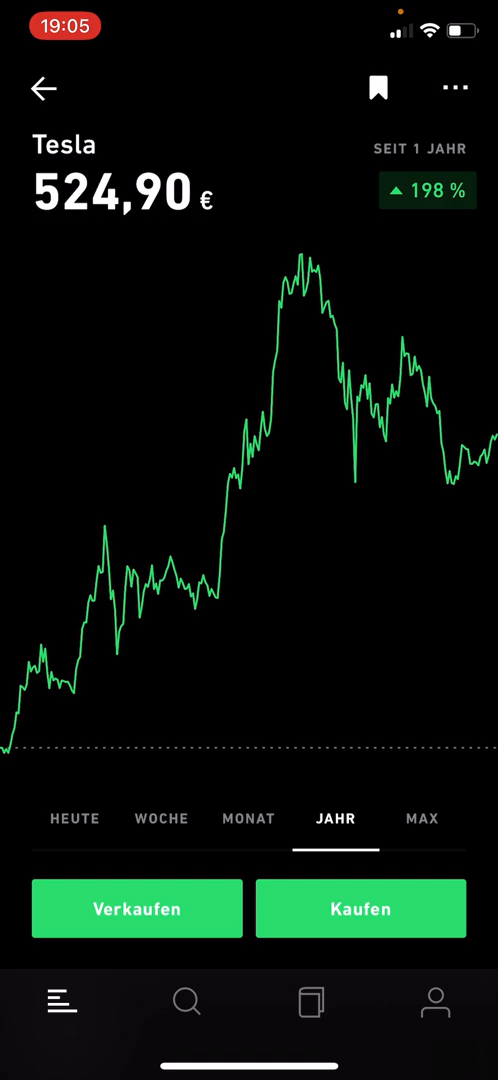 19:05
Tesla
SEIT 1 JAHR
524,90 €
198 %
HEUTE WOCHE MONAT JAHR MAX
Verkaufen Kaufen